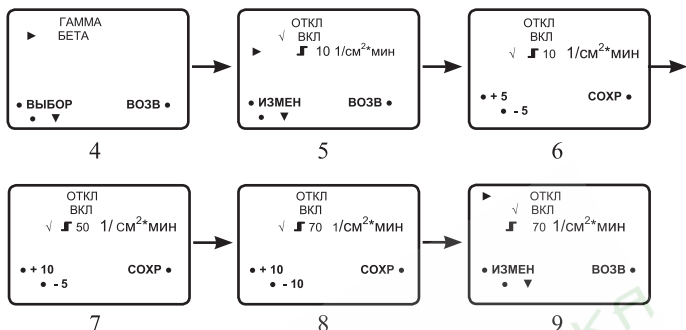 ГАММА
► БЕТА
• ВЫБОР ВОЗВ •
• ▼
4
ОТКЛ
√ ВКЛ
► 10 1/см²*мин
• ИЗМЕН ВОЗВ •
• ▼
5
ОТКЛ
ВКЛ
√ 10 1/см²*мин
• + 5 СОХР •
• - 5
6
ОТКЛ
ВКЛ
√ 50 1/ см²*мин
• + 10 СОХР •
• - 5
7
ОТКЛ
ВКЛ
√ 70 1/см²*мин
• + 10 СОХР •
• - 10
8
► ОТКЛ
√ ВКЛ
70 1/см²*мин
• ИЗМЕН ВОЗВ •
• ▼
9